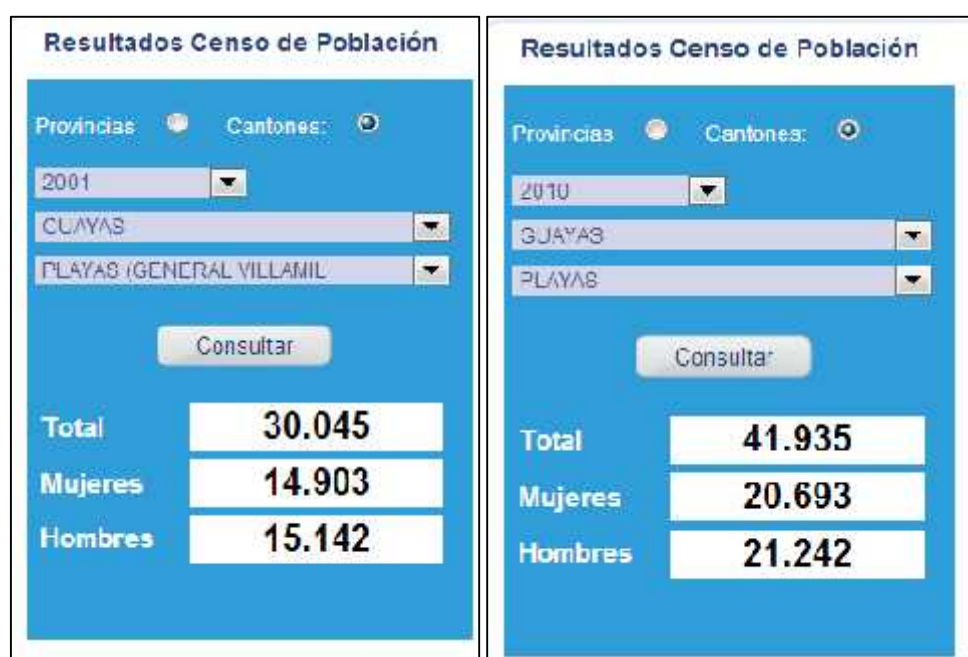 Resultados Censo de Población
Provincias Cantones:
2001
GUAYAS
PLAYAS (GENERAL VILLAMIL
Consultar
Total 30.045
Mujeres 14.903
Hombres 15.142
Resultados Censo de Población
Provincias Cantones:
2010
GUAYAS
PLAYAS
Consultar
Total 41.935
Mujeres 20.693
Hombres 21.242